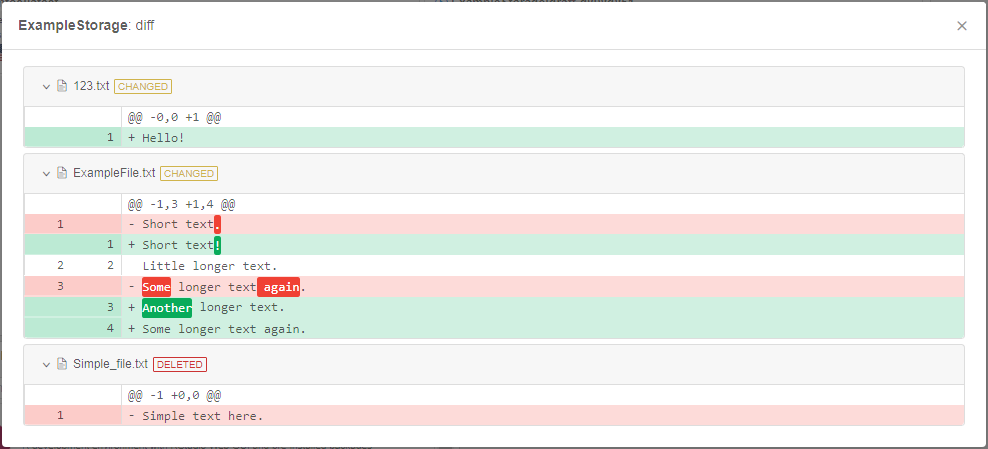 ExampleStorage: diff
123.txt CHANGED
@@ -0,0 +1 @@
1 + Hello!
ExampleFile.txt CHANGED
@@ -1,3 +1,4 @@
1 - Short text.
1 + Short text!
2 2 Little longer text.
3 - Some longer text again.
3 + Another longer text.
4 + Some longer text again.
Simple_file.txt DELETED
@@ -1 +0,0 @@
1 - Simple text here.